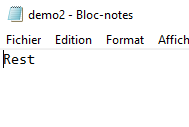 demo2 - Bloc-notes
Fichier Edition Format Affich
Rest